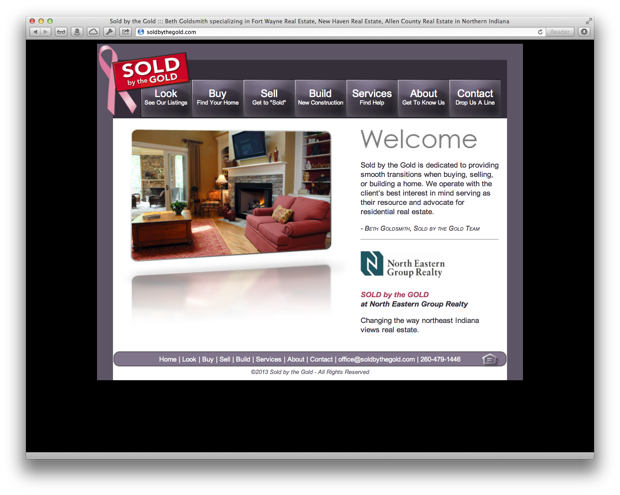 Sold by the Gold ::: Beth Goldsmith specializing in Fort Wayne Real Estate, New Haven Real Estate, Allen County Real Estate in Northern Indiana
soldbythegold.com
Reader
SOLD
by the GOLD
Look
See Our Listings
Buy
Find Your Home
Sell
Get to "Sold"
Build
New Construction
Services
Find Help
About
Get To Know Us
Contact
Drop Us A Line
Welcome
Sold by the Gold is dedicated to providing
smooth transitions when buying, selling,
or building a home. We operate with the
client's best interest in mind serving as
their resource and advocate for
residential real estate.
- Beth Goldsmith, Sold by the Gold Team
North Eastern
Group Realty
SOLD by the GOLD
at North Eastern Group Realty
Changing the way northeast Indiana
views real estate.
Home | Look | Buy | Sell | Build | Services | About | Contact | office@soldbythegold.com | 260-479-1446
©2013 Sold by the Gold - All Rights Reserved